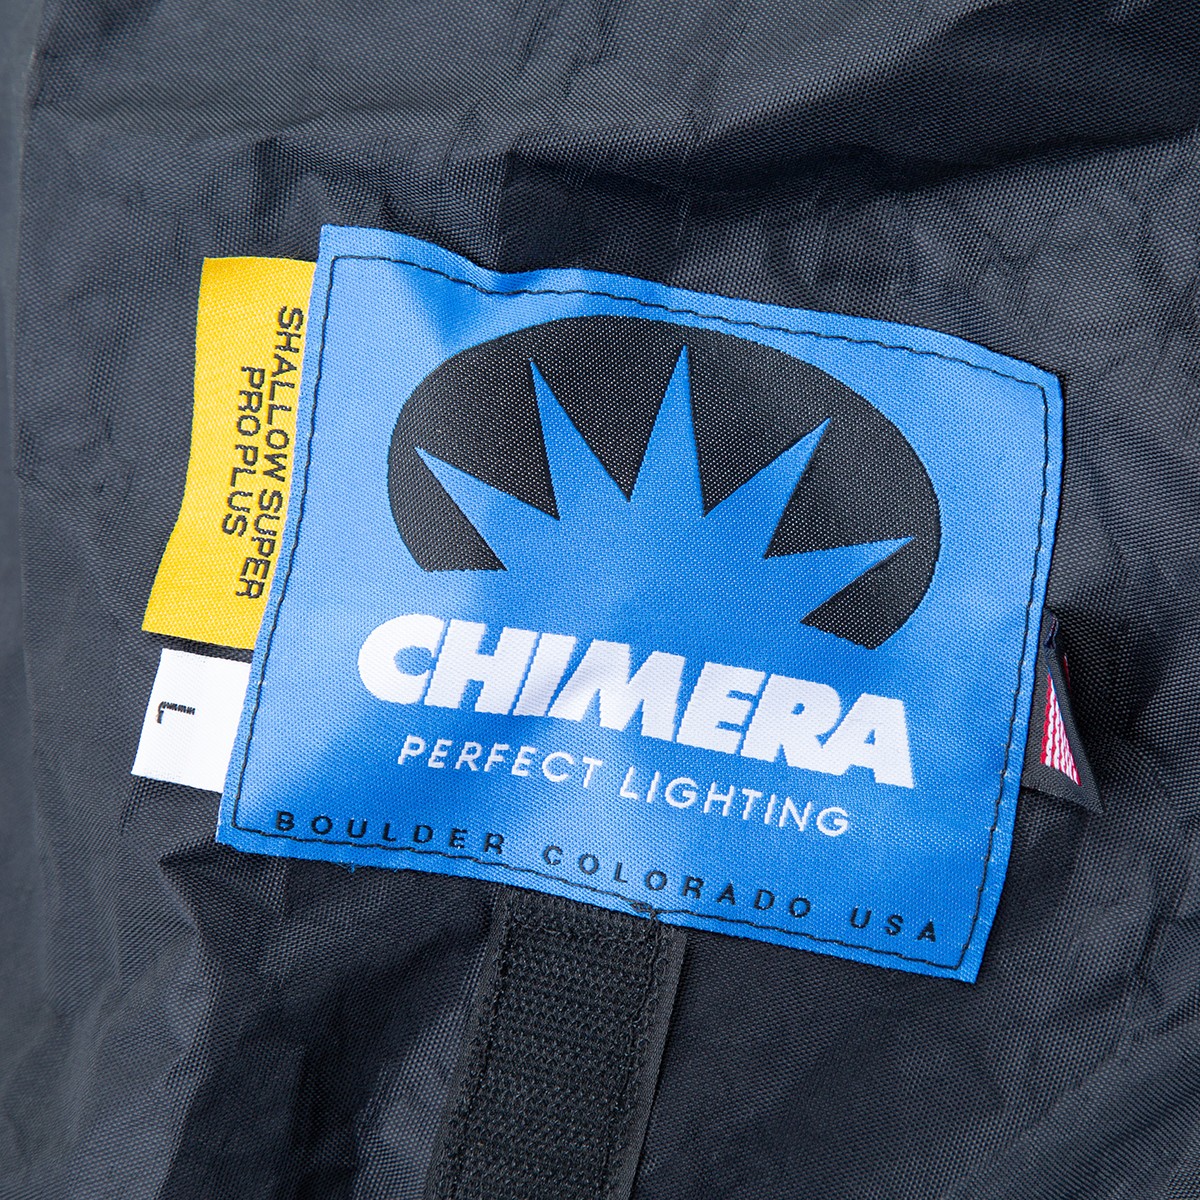 SHALLOW SUPER
PRO PLUS
L
CHIMERA
PERFECT LIGHTING
BOULDER COLORADO USA